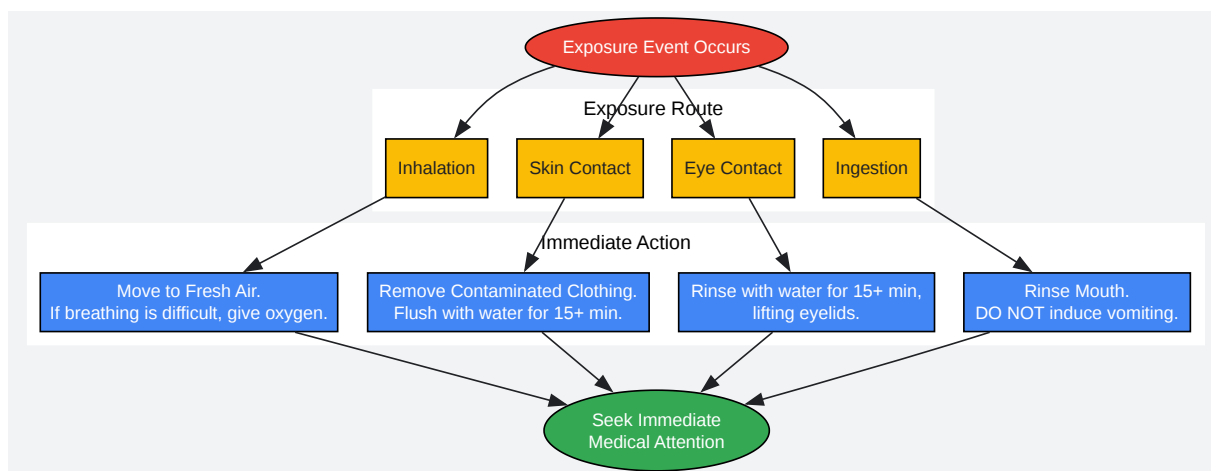 Exposure Event Occurs
Exposure Route
Inhalation
Skin Contact
Eye Contact
Ingestion
Immediate Action
Move to Fresh Air.
If breathing is difficult, give oxygen.
Remove Contaminated Clothing.
Flush with water for 15+ min.
Rinse with water for 15+ min,
lifting eyelids.
Rinse Mouth.
DO NOT induce vomiting.
Seek Immediate
Medical Attention